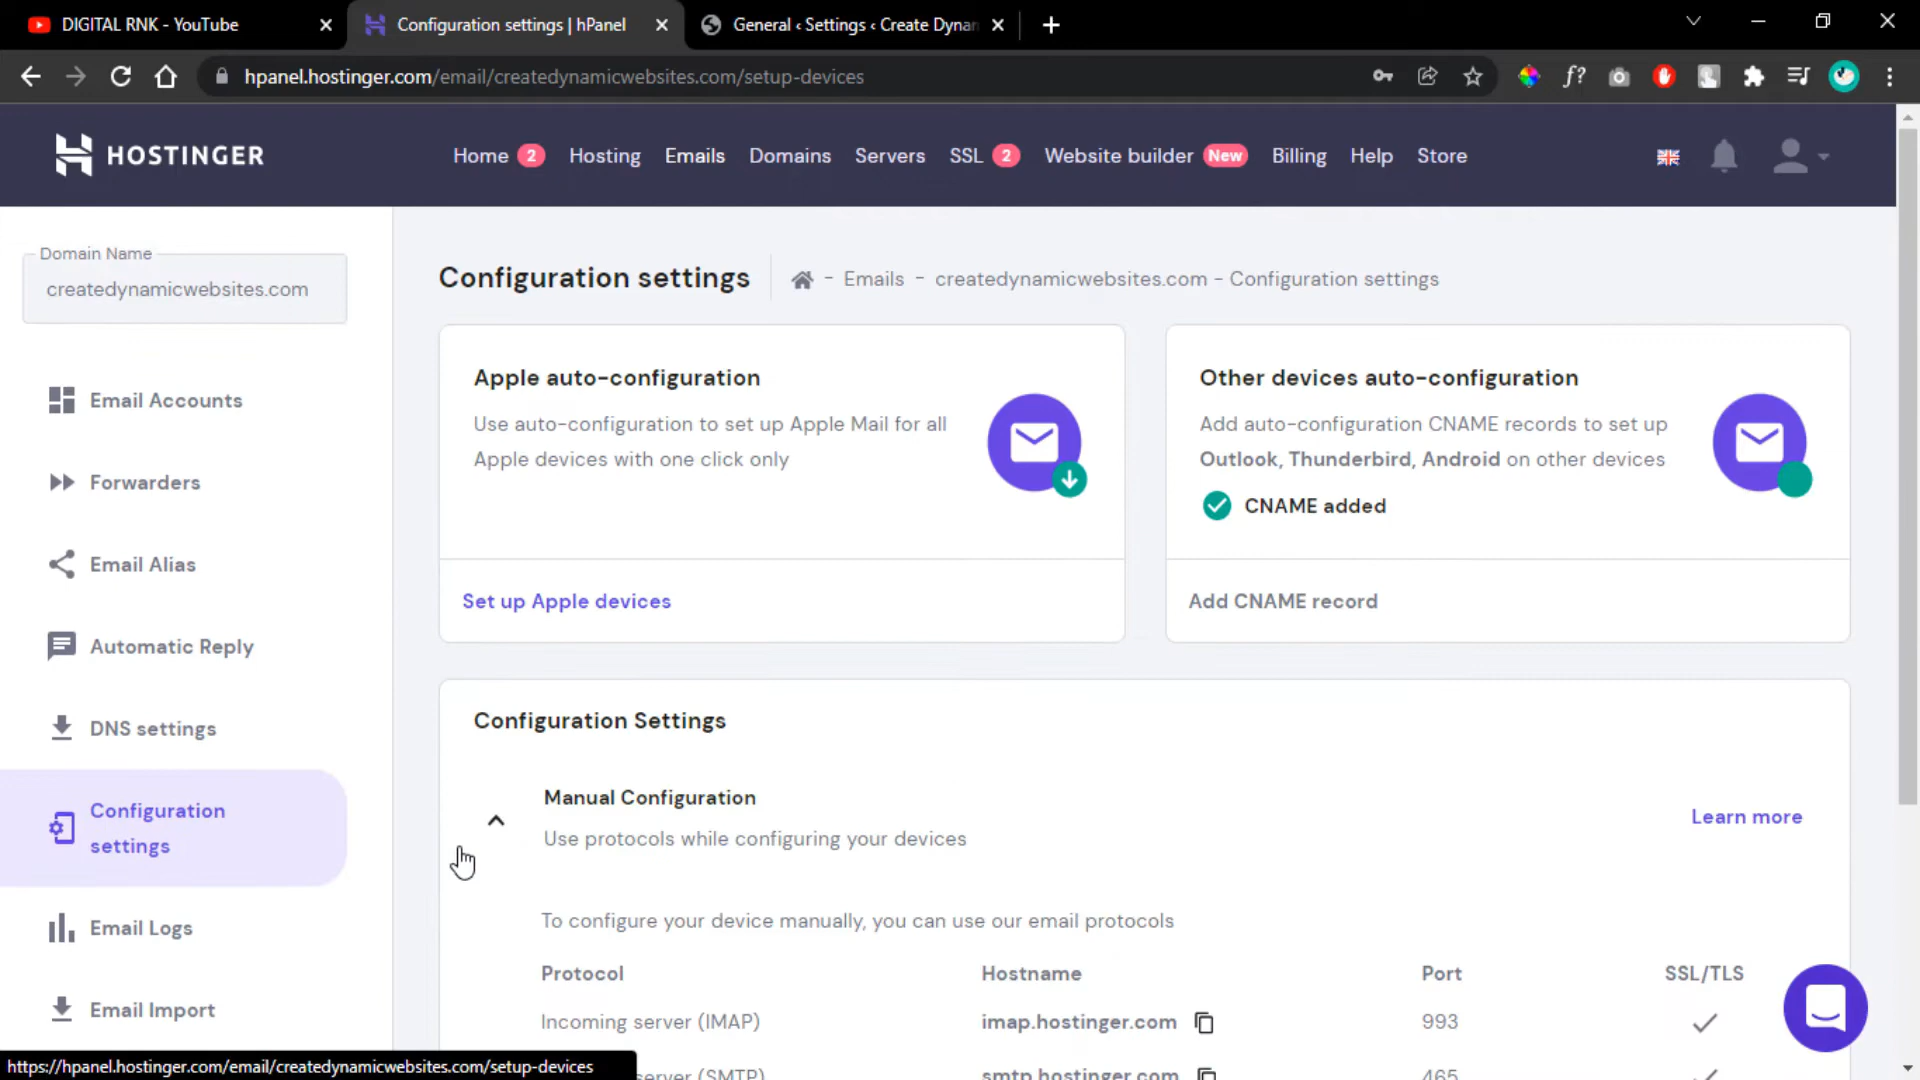 DIGITAL RNK - YouTube
Configuration settings | hPanel
General ‹ Settings ‹ Create Dynan
hpanel.hostinger.com/email/createdynamicwebsites.com/setup-devices
f?
HOSTINGER
Home 2 Hosting Emails Domains Servers SSL 2 Website builder New Billing Help Store
Domain Name
createdynamicwebsites.com
Email Accounts
Forwarders
Email Alias
Automatic Reply
DNS settings
Configuration
settings
Email Logs
Email Import
Configuration settings
- Emails - createdynamicwebsites.com - Configuration settings
Apple auto-configuration
Use auto-configuration to set up Apple Mail for all
Apple devices with one click only
Set up Apple devices
Other devices auto-configuration
Add auto-configuration CNAME records to set up
Outlook, Thunderbird, Android on other devices
CNAME added
Add CNAME record
Configuration Settings
Manual Configuration
Use protocols while configuring your devices
Learn more
To configure your device manually, you can use our email protocols
Protocol Hostname Port SSL/TLS
Incoming server (IMAP) imap.hostinger.com 993
server (SMTP) smtp.hostinger.com 465
https://hpanel.hostinger.com/email/createdynamicwebsites.com/setup-devices